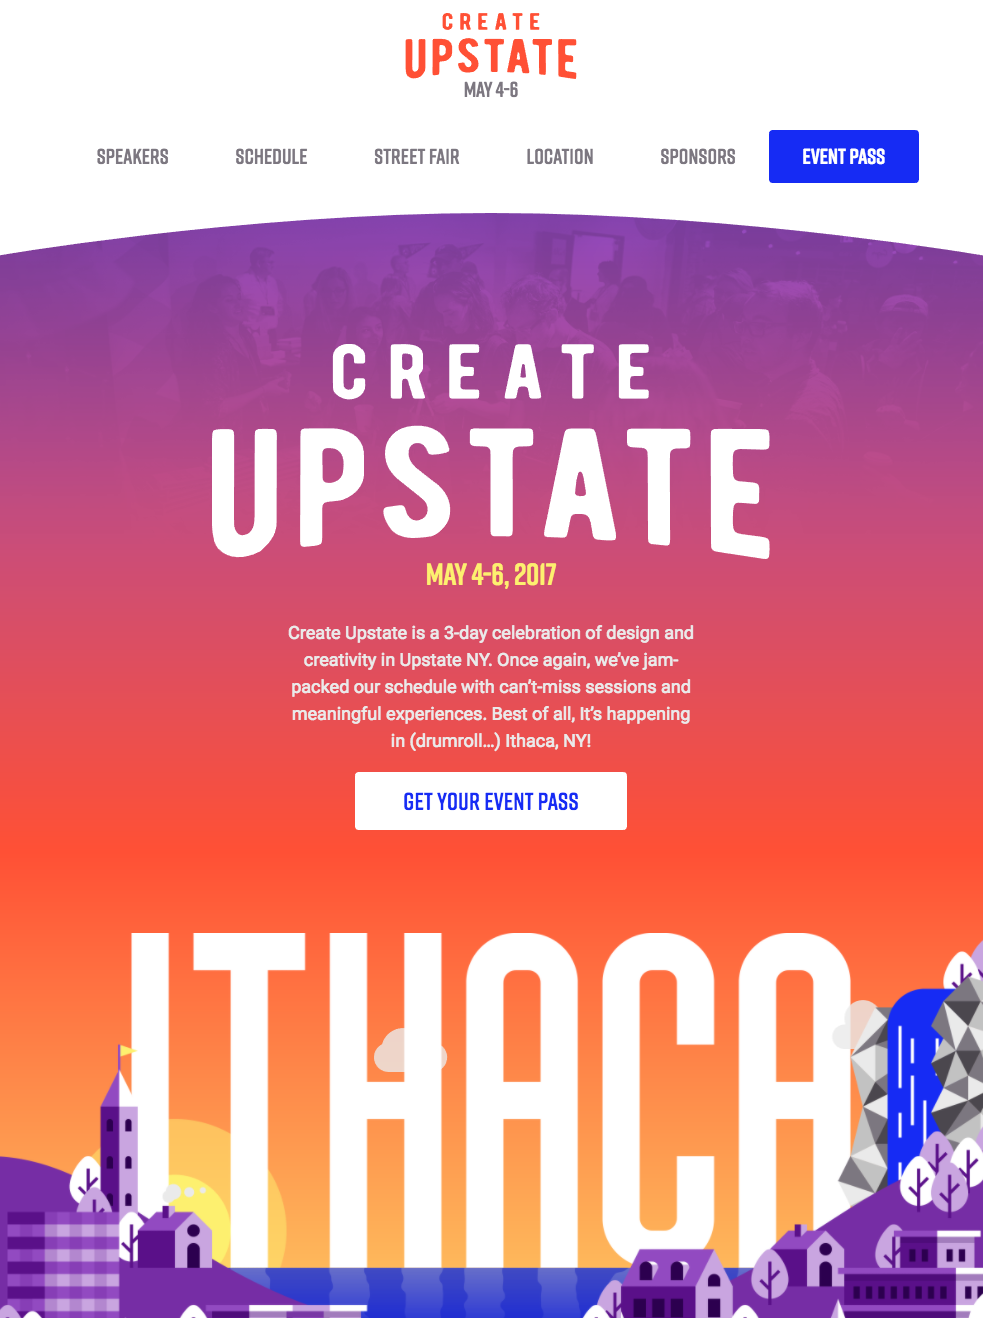 CREATE
UPSTATE
MAY 4-6
SPEAKERS SCHEDULE STREET FAIR LOCATION SPONSORS EVENT PASS
CREATE
UPSTATE
MAY 4-6, 2017
Create Upstate is a 3-day celebration of design and
creativity in Upstate NY. Once again, we’ve jam-
packed our schedule with can’t-miss sessions and
meaningful experiences. Best of all, It’s happening
in (drumroll...) Ithaca, NY!
GET YOUR EVENT PASS
ITHACA